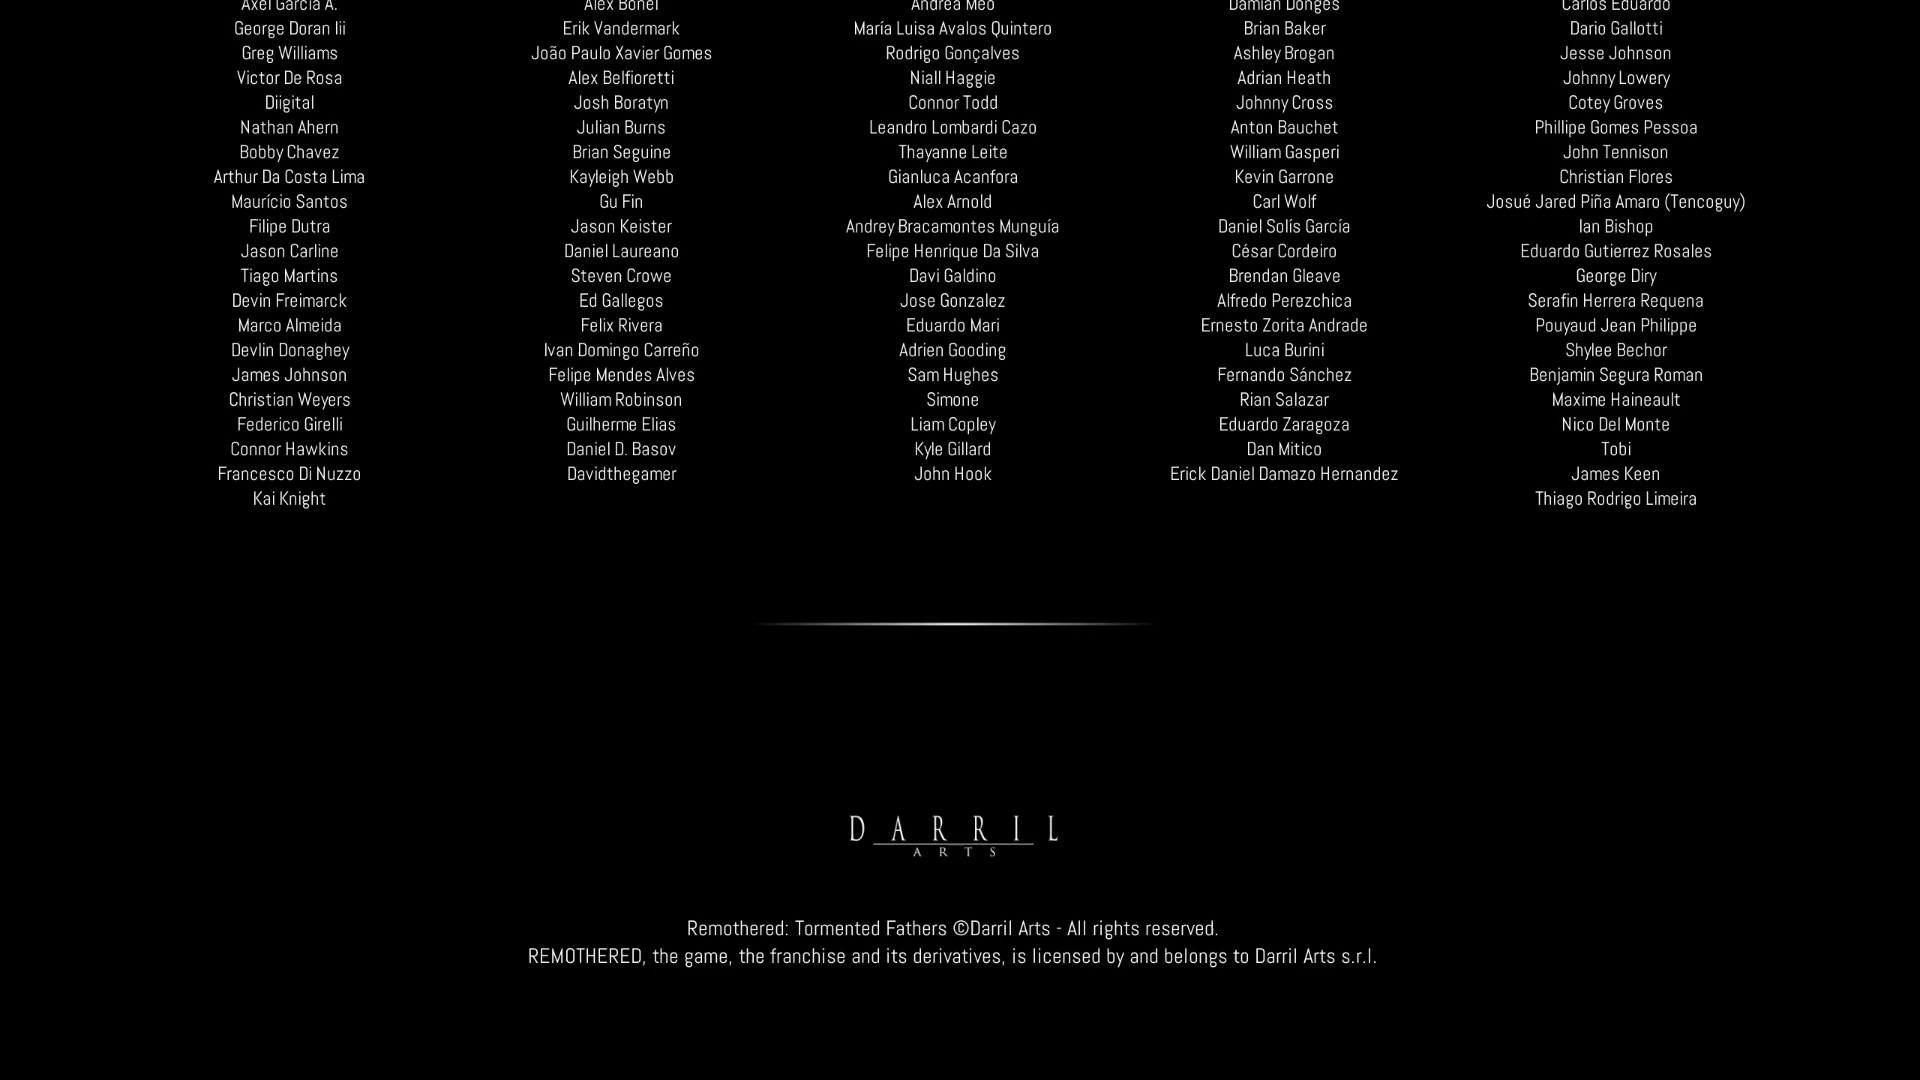 Axel García A.
George Doran Iii
Greg Williams
Victor De Rosa
Diigital
Nathan Ahern
Bobby Chavez
Arthur Da Costa Lima
Maurício Santos
Filipe Dutra
Jason Carline
Tiago Martins
Devin Freimarck
Marco Almeida
Devlin Donaghey
James Johnson
Christian Weyers
Federico Girelli
Connor Hawkins
Francesco Di Nuzzo
Kai Knight
Alex Bonel
Erik Vandermark
João Paulo Xavier Gomes
Alex Belfioretti
Josh Boratyn
Julian Burns
Brian Seguine
Kayleigh Webb
Gu Fin
Jason Keister
Daniel Laureano
Steven Crowe
Ed Gallegos
Felix Rivera
Ivan Domingo Carreño
Felipe Mendes Alves
William Robinson
Guilherme Elias
Daniel D. Basov
Davidthegamer
Andrea Meo
María Luisa Avalos Quintero
Rodrigo Gonçalves
Niall Haggie
Connor Todd
Leandro Lombardi Cazo
Thayanne Leite
Gianluca Acanfora
Alex Arnold
Andrey Bracamontes Munguía
Felipe Henrique Da Silva
Davi Galdino
Jose Gonzalez
Eduardo Mari
Adrien Gooding
Sam Hughes
Simone
Liam Copley
Kyle Gillard
John Hook
Damian Donges
Brian Baker
Ashley Brogan
Adrian Heath
Johnny Cross
Anton Bauchet
William Gasperi
Kevin Garrone
Carl Wolf
Daniel Solís García
César Cordeiro
Brendan Gleave
Alfredo Perezchica
Ernesto Zorita Andrade
Luca Burini
Fernando Sánchez
Rian Salazar
Eduardo Zaragoza
Dan Mitico
Erick Daniel Damazo Hernandez
Carlos Eduardo
Dario Gallotti
Jesse Johnson
Johnny Lowery
Cotey Groves
Phillipe Gomes Pessoa
John Tennison
Christian Flores
Josué Jared Piña Amaro (Tencoguy)
Ian Bishop
Eduardo Gutierrez Rosales
George Diry
Serafin Herrera Requena
Pouyaud Jean Philippe
Shylee Bechor
Benjamin Segura Roman
Maxime Haineault
Nico Del Monte
Tobi
James Keen
Thiago Rodrigo Limeira
DARRIL
ARTS
Remothered: Tormented Fathers ©Darril Arts - All rights reserved.
REMOTHERED, the game, the franchise and its derivatives, is licensed by and belongs to Darril Arts s.r.l.